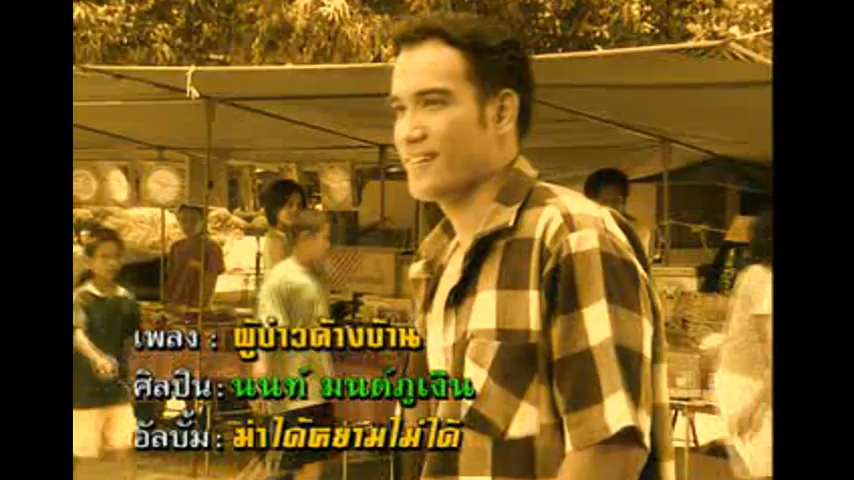 เพลง : ผู้บ่าวด้างบ้าน
ศิลปิน : นนท์ มนต์ภูเงิน
อัลบั้ม : ฆ่าได้หยามไม่ได้